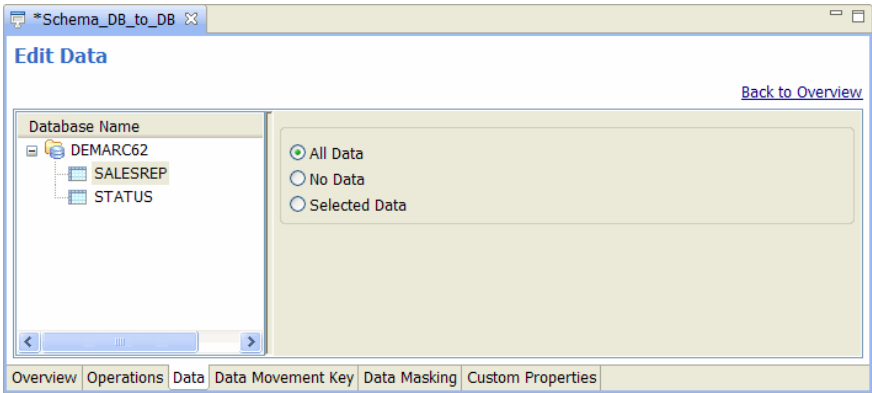 *Schema_DB_to_DB
Edit Data
Back to Overview
Database Name
DEMARC62
SALESREP
STATUS
All Data
No Data
Selected Data
Overview Operations Data Data Movement Key Data Masking Custom Properties